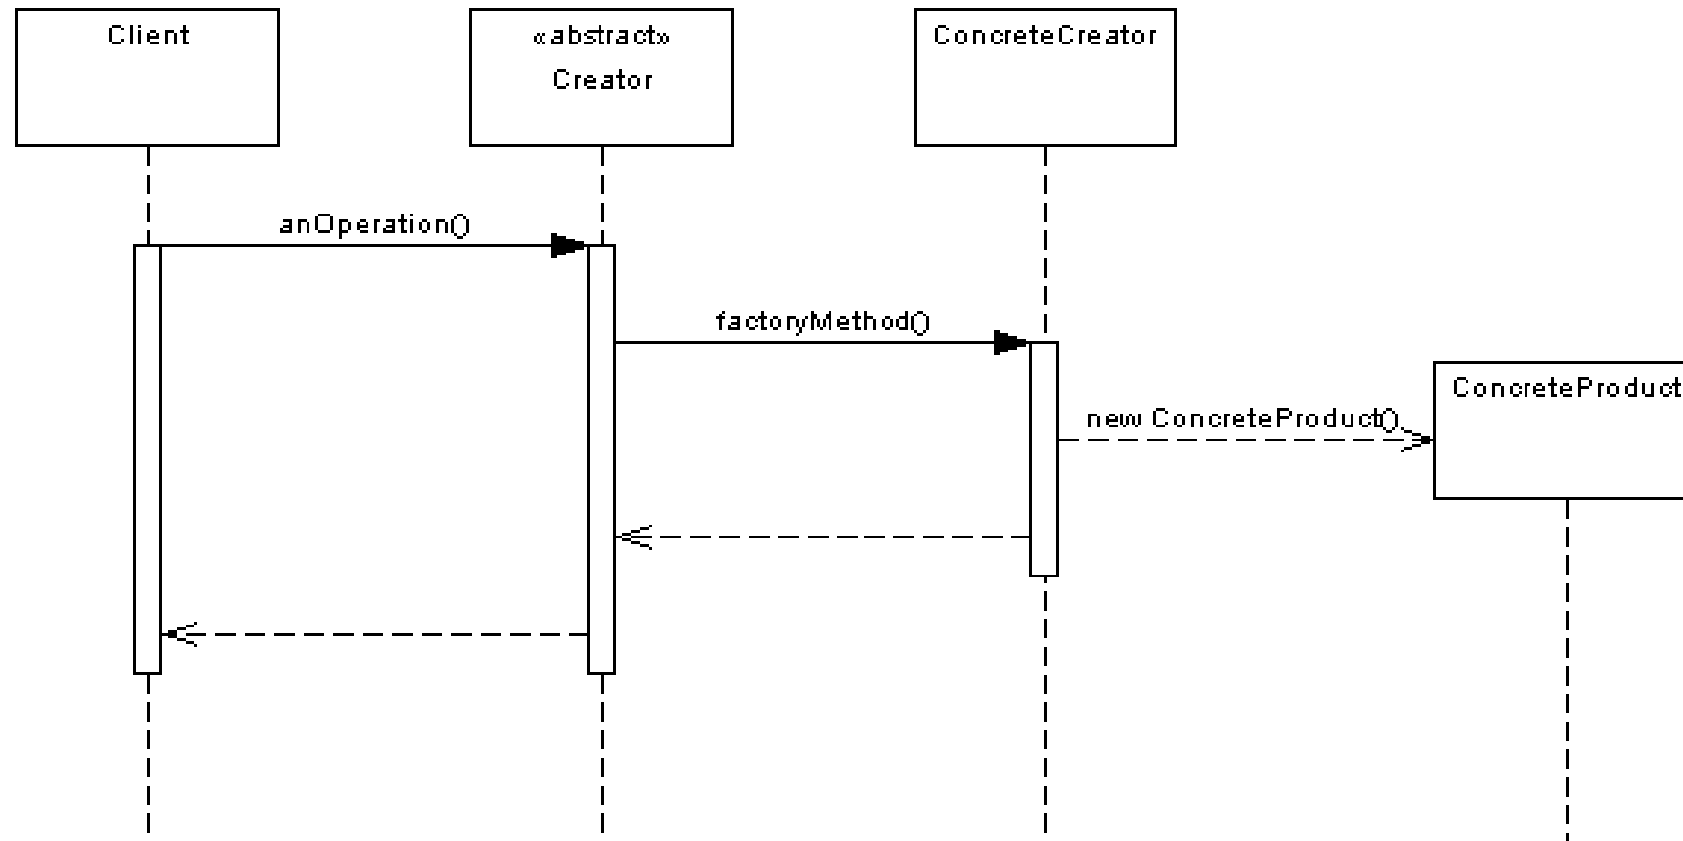 Client
«abstract»
Creator
ConcreteCreator
anOperation()
factoryMethod()
ConcreteProduct
new ConcreteProduct()